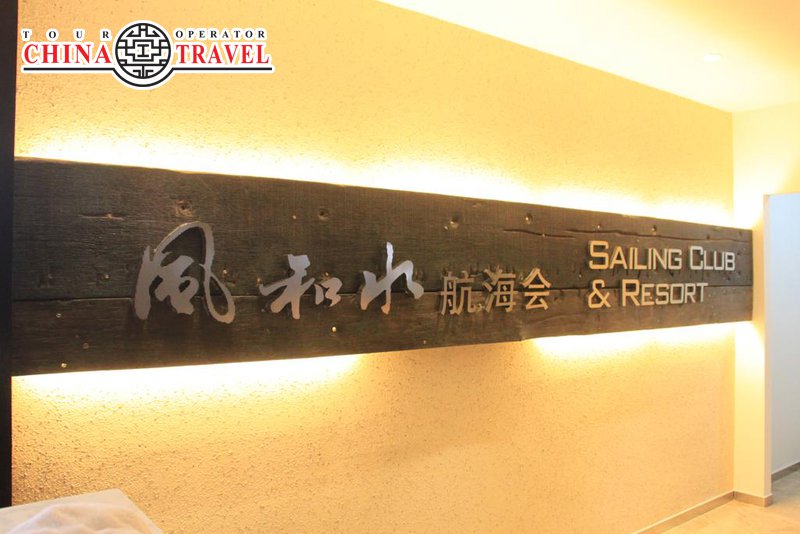 TOUR OPERATOR
CHINA TRAVEL
風和水 航海会
SAILING CLUB
& RESORT